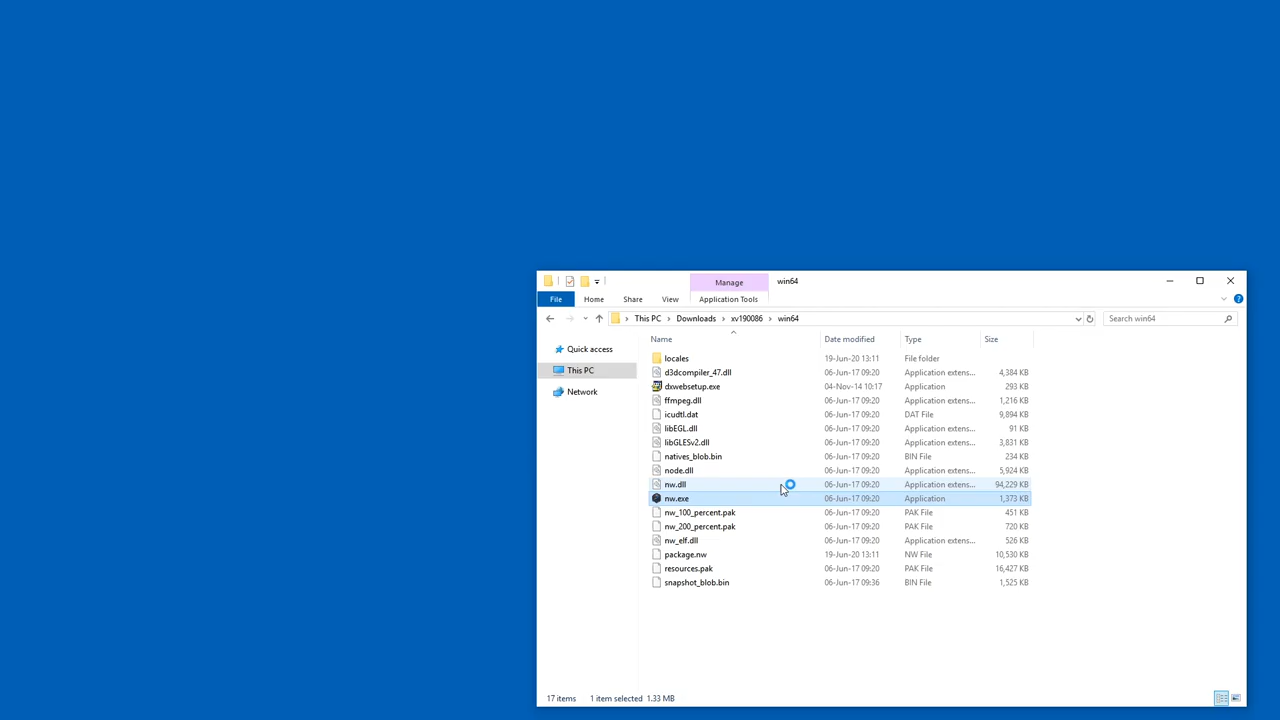 Manage win64
File Home Share View Application Tools
This PC Downloads xv190086 win64 Search win64
Name Date modified Type Size
Quick access
This PC
Network
locales 19-Jun-20 13:11 File folder
d3dcompiler_47.dll 06-Jun-17 09:20 Application extens... 4,384 KB
dxwebsetup.exe 04-Nov-14 10:17 Application 293 KB
ffmpeg.dll 06-Jun-17 09:20 Application extens... 1,216 KB
icudtl.dat 06-Jun-17 09:20 DAT File 9,894 KB
libEGL.dll 06-Jun-17 09:20 Application extens... 91 KB
libGLESv2.dll 06-Jun-17 09:20 Application extens... 3,831 KB
natives_blob.bin 06-Jun-17 09:20 BIN File 234 KB
node.dll 06-Jun-17 09:20 Application extens... 5,924 KB
nw.dll 06-Jun-17 09:20 Application extens... 94,229 KB
nw.exe 06-Jun-17 09:20 Application 1,373 KB
nw_100_percent.pak 06-Jun-17 09:20 PAK File 451 KB
nw_200_percent.pak 06-Jun-17 09:20 PAK File 720 KB
nw_elf.dll 06-Jun-17 09:20 Application extens... 526 KB
package.nw 19-Jun-20 13:11 NW File 10,530 KB
resources.pak 06-Jun-17 09:20 PAK File 16,427 KB
snapshot_blob.bin 06-Jun-17 09:36 BIN File 1,525 KB
17 items 1 item selected 1.33 MB